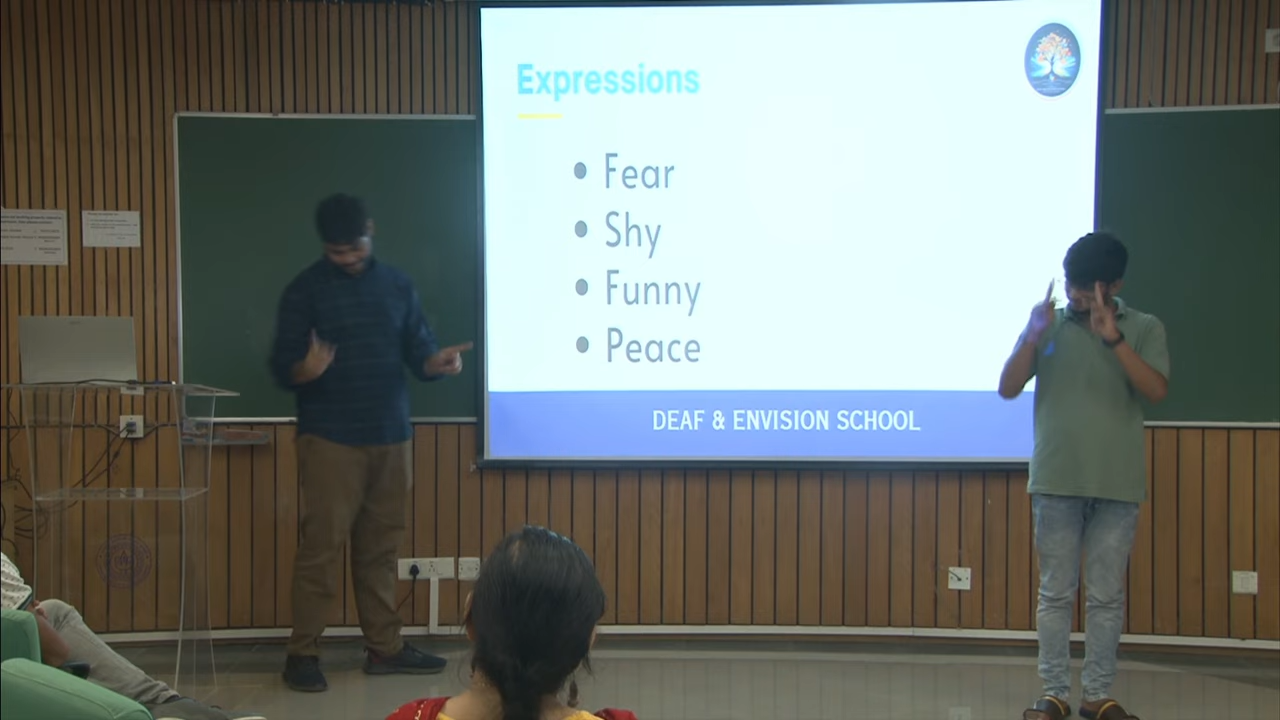 Expressions
• Fear
• Shy
• Funny
• Peace
DEAF & ENVISION SCHOOL